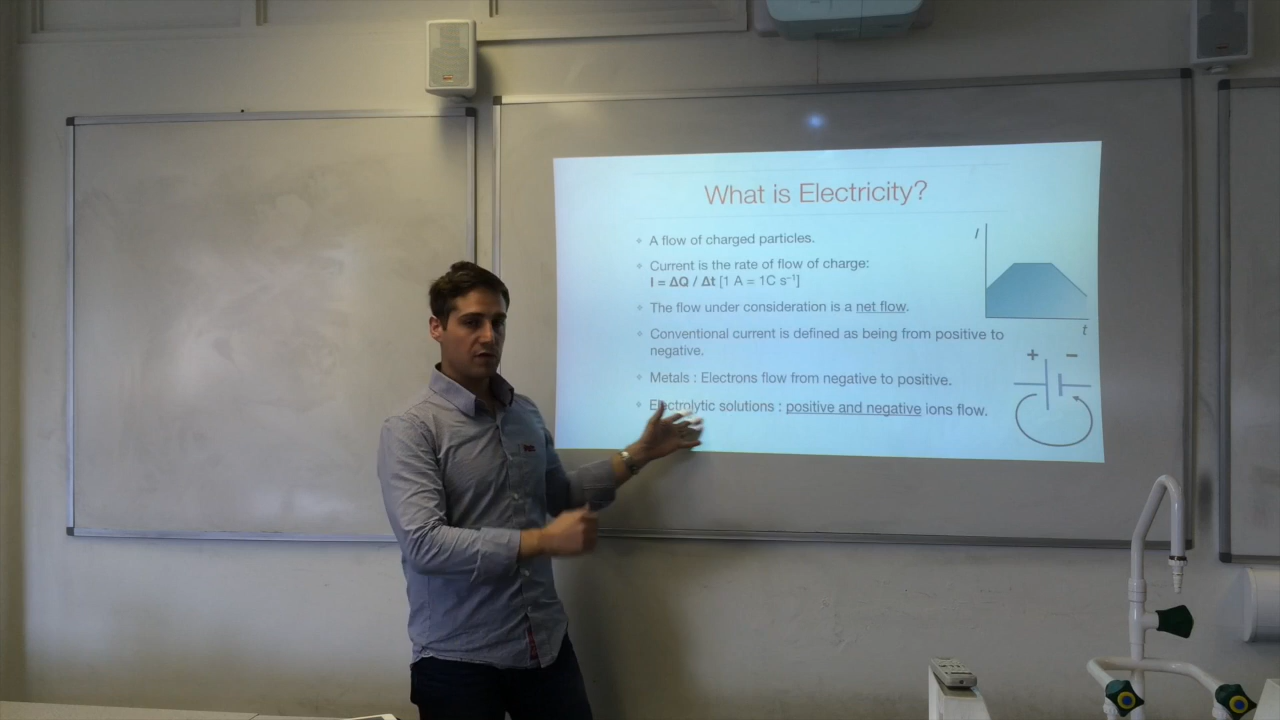 What is Electricity?
A flow of charged particles.
Current is the rate of flow of charge:
I = ΔQ / Δt [1 A = 1C s⁻¹]
The flow under consideration is a net flow.
Conventional current is defined as being from positive to
negative.
Metals : Electrons flow from negative to positive.
Electrolytic solutions : positive and negative ions flow.
I
t
+ −